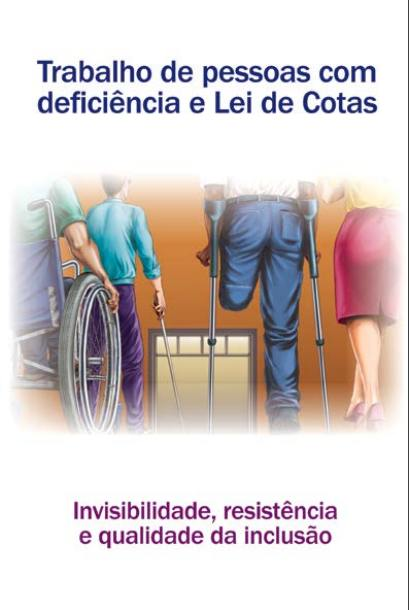 Trabalho de pessoas com
deficiência e Lei de Cotas
Invisibilidade, resistência
e qualidade da inclusão